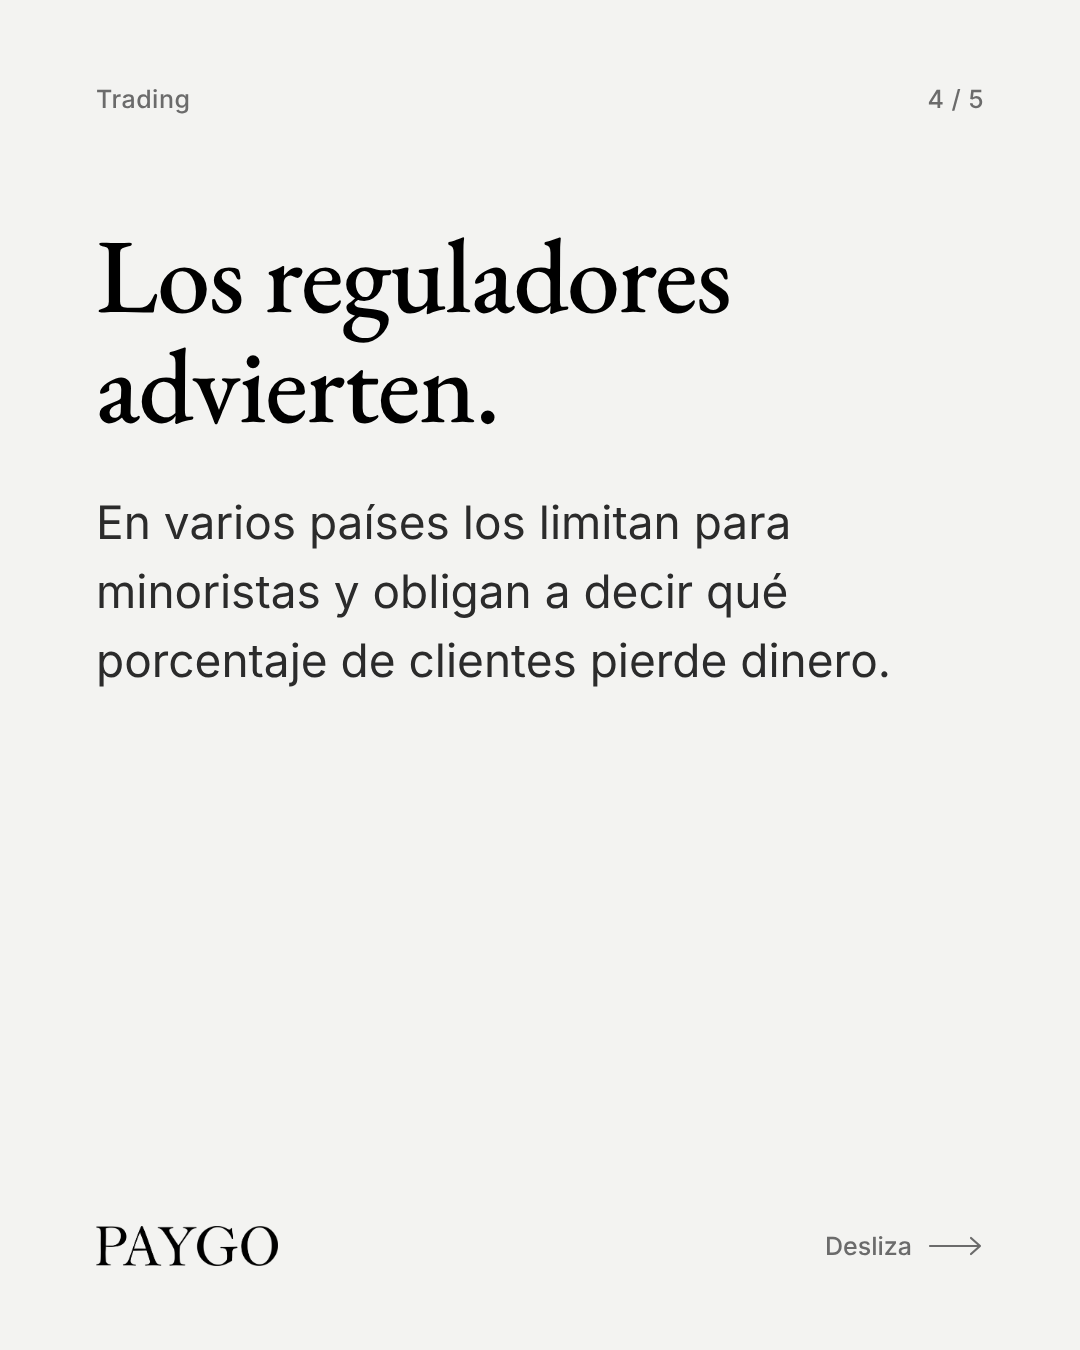 Trading
4 / 5
Los reguladores
advierten.
En varios países los limitan para
minoristas y obligan a decir qué
porcentaje de clientes pierde dinero.
PAYGO
Desliza